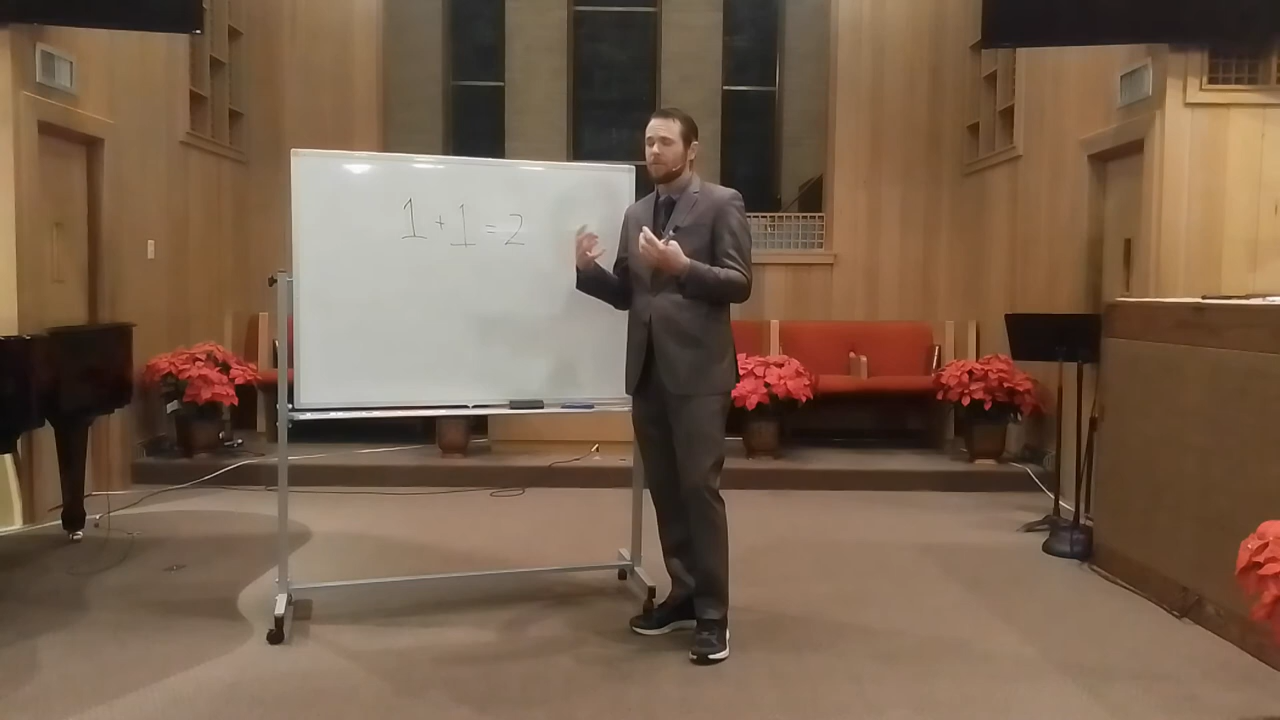 1 + 1 = 2